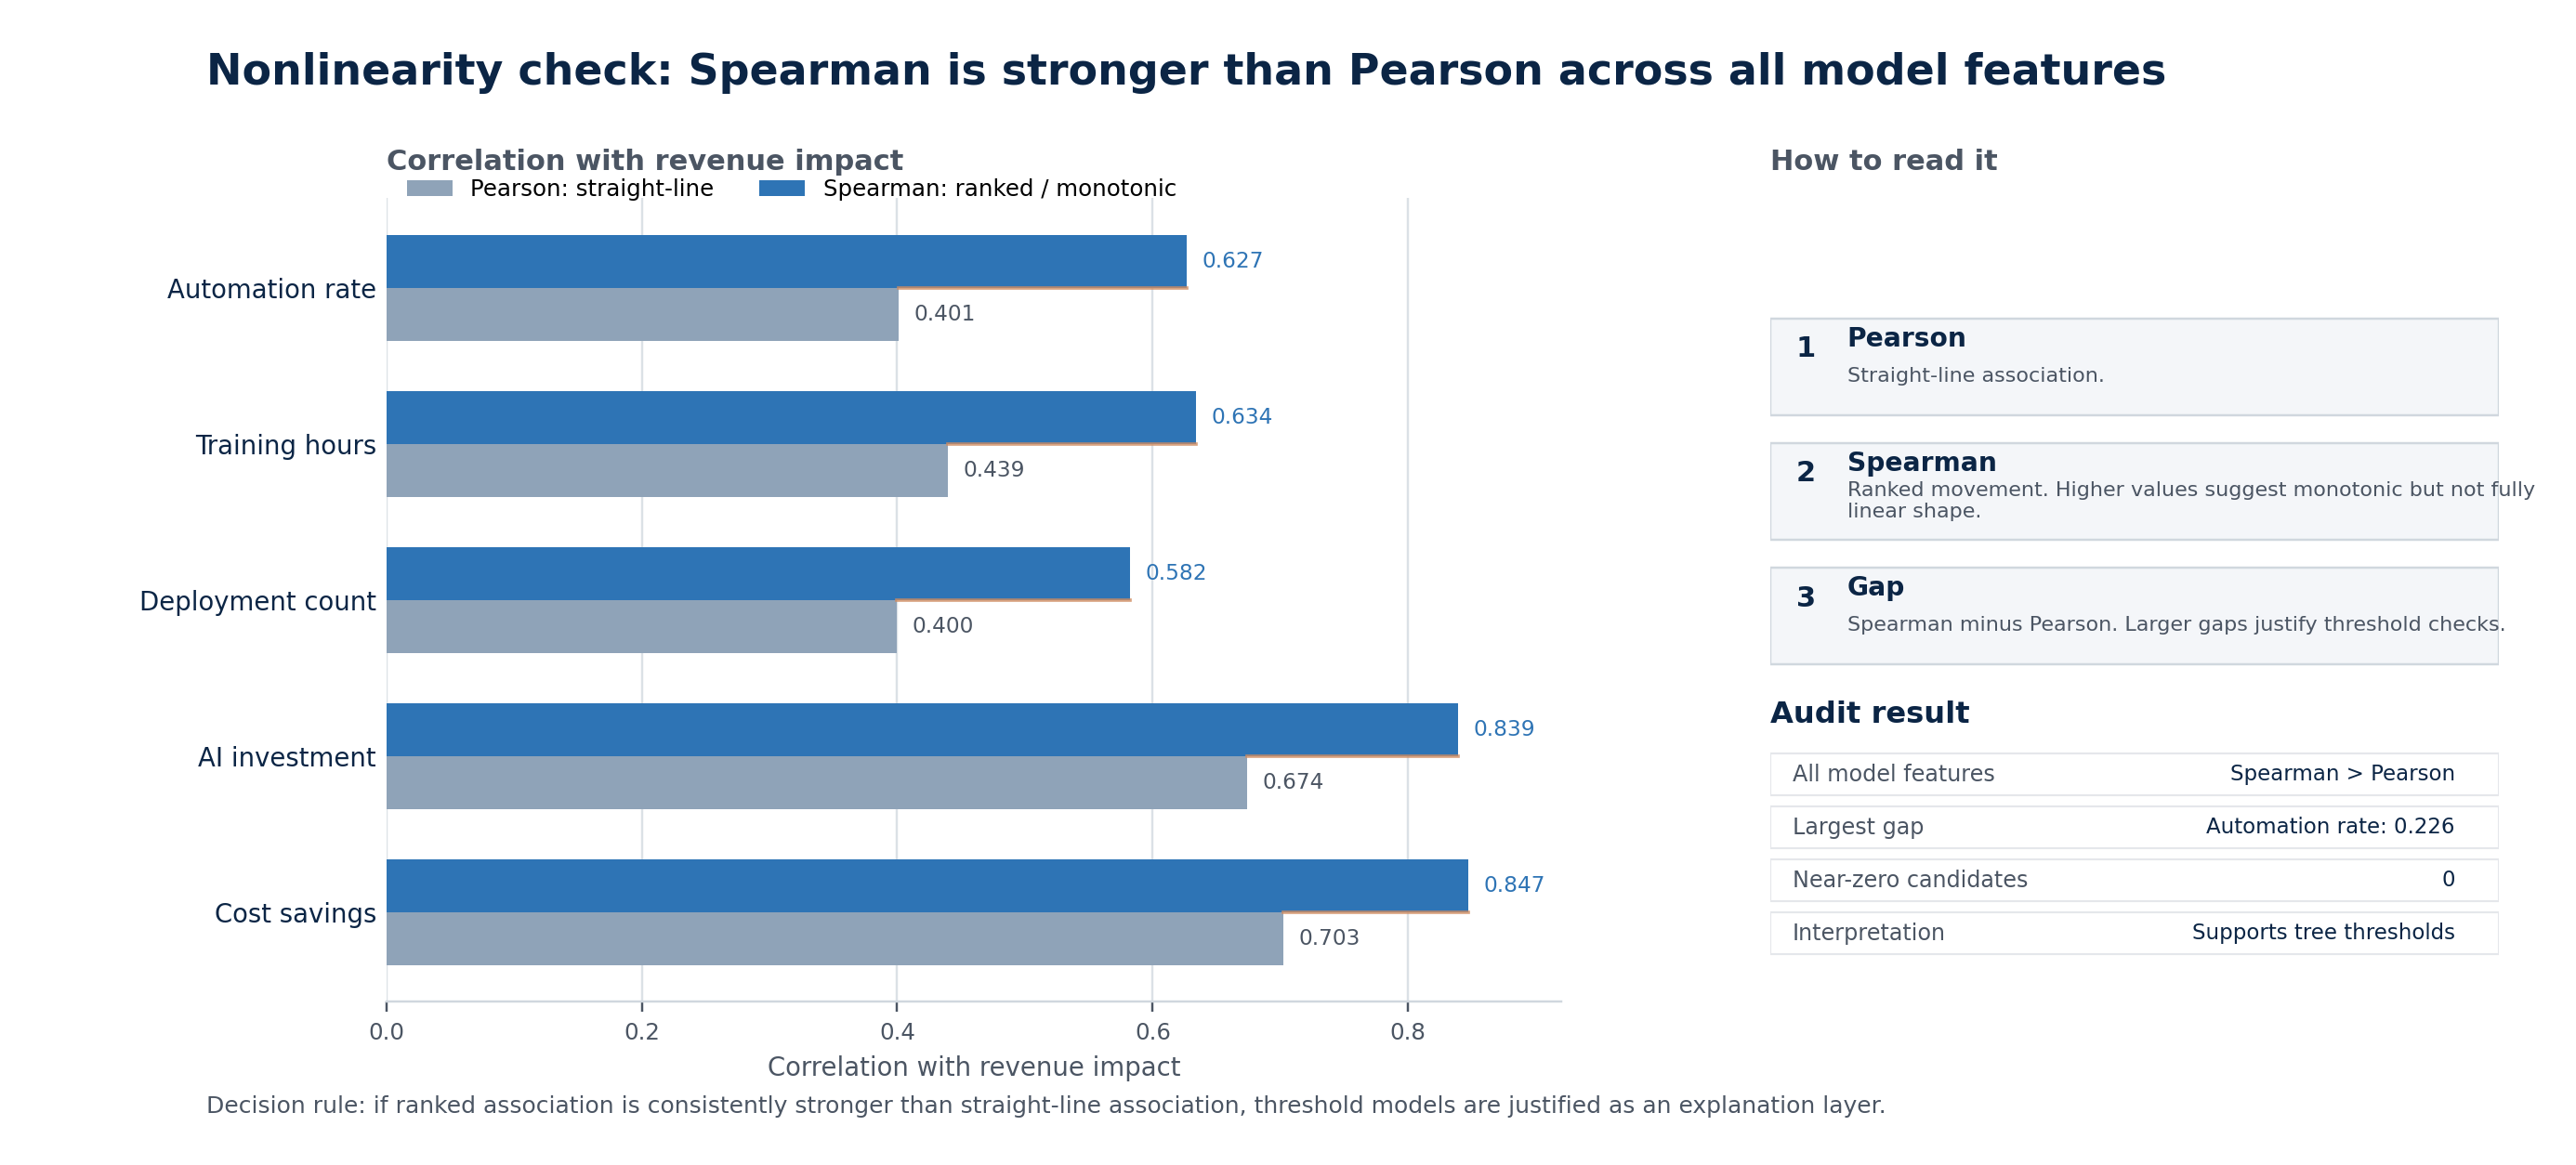 Nonlinearity check: Spearman is stronger than Pearson across all model features
Correlation with revenue impact
Pearson: straight-line
Spearman: ranked / monotonic
Automation rate
0.627
0.401
Training hours
0.634
0.439
Deployment count
0.582
0.400
AI investment
0.839
0.674
Cost savings
0.847
0.703
0.0
0.2
0.4
0.6
0.8
Correlation with revenue impact
How to read it
1
Pearson
Straight-line association.
2
Spearman
Ranked movement. Higher values suggest monotonic but not fully
linear shape.
3
Gap
Spearman minus Pearson. Larger gaps justify threshold checks.
Audit result
All model features
Spearman > Pearson
Largest gap
Automation rate: 0.226
Near-zero candidates
0
Interpretation
Supports tree thresholds
Decision rule: if ranked association is consistently stronger than straight-line association, threshold models are justified as an explanation layer.